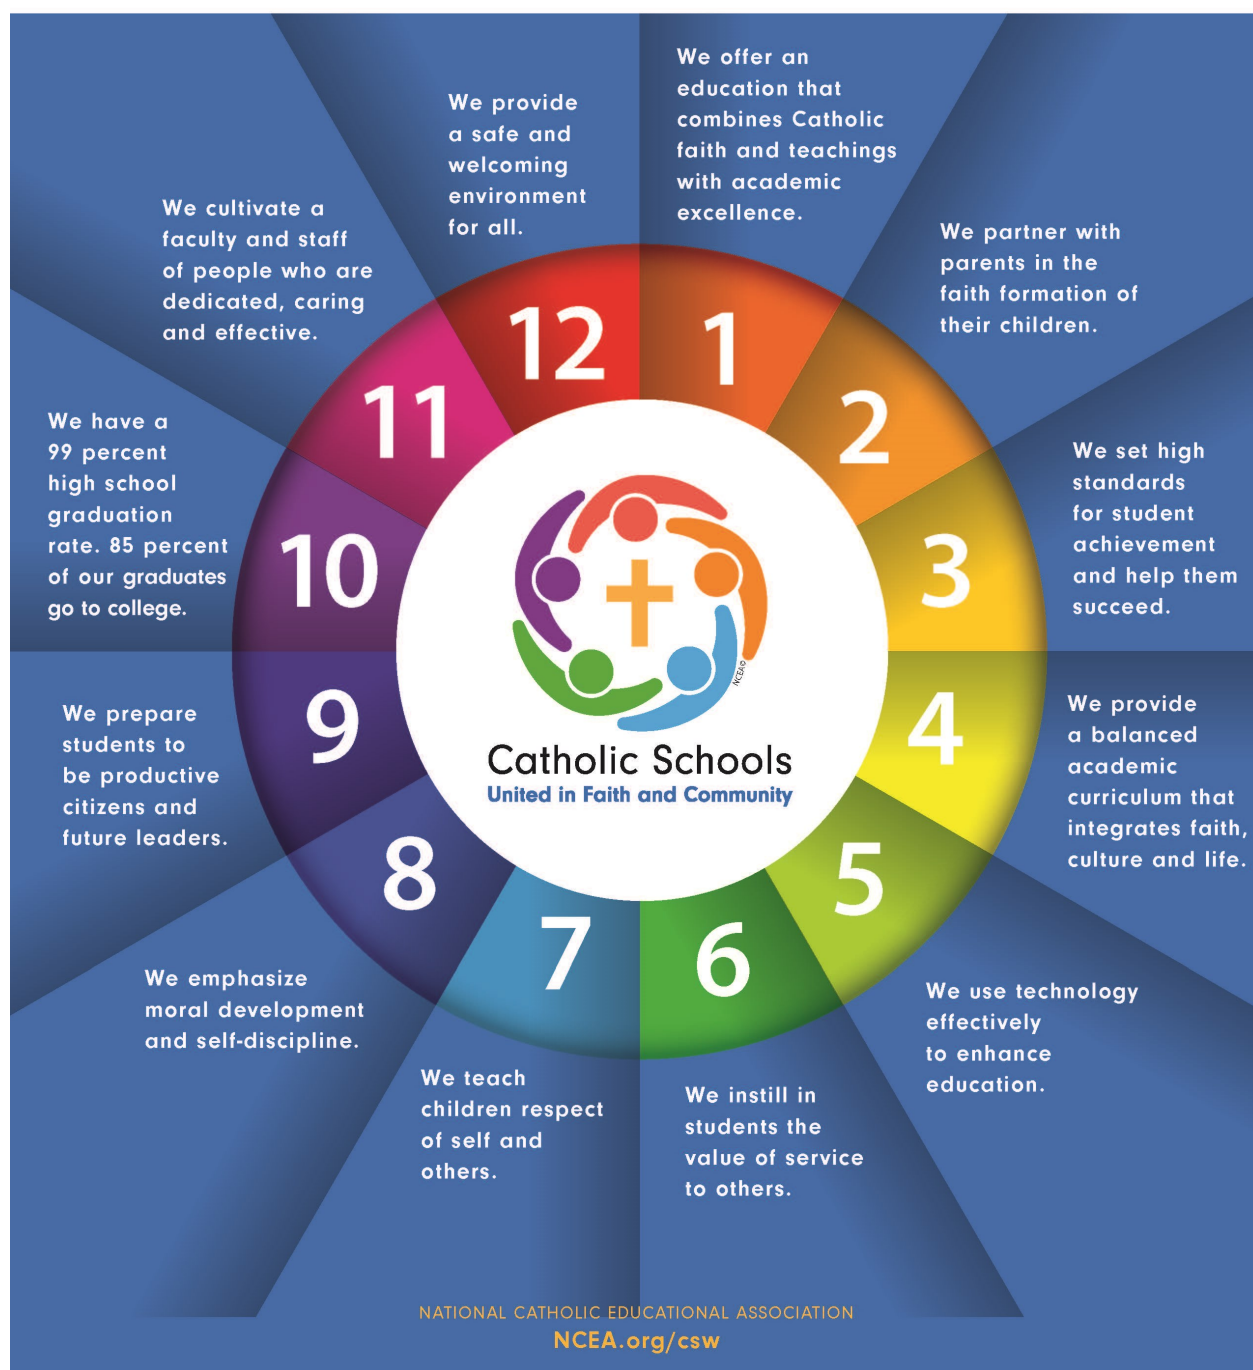 We offer an
education that
combines Catholic
faith and teachings
with academic
excellence.
1
We partner with
parents in the
faith formation of
their children.
2
We set high
standards
for student
achievement
and help them
succeed.
3
We provide
a balanced
academic
curriculum that
integrates faith,
culture and life.
4
We use technology
effectively
to enhance
education.
5
We instill in
students the
value of service
to others.
6
We teach
children respect
of self and
others.
7
We emphasize
moral development
and self-discipline.
8
We prepare
students to
be productive
citizens and
future leaders.
9
We have a
99 percent
high school
graduation
rate. 85 percent
of our graduates
go to college.
10
We cultivate a
faculty and staff
of people who are
dedicated, caring
and effective.
11
We provide
a safe and
welcoming
environment
for all.
12
NCEA©
Catholic Schools
United in Faith and Community
NATIONAL CATHOLIC EDUCATIONAL ASSOCIATION
NCEA.org/csw